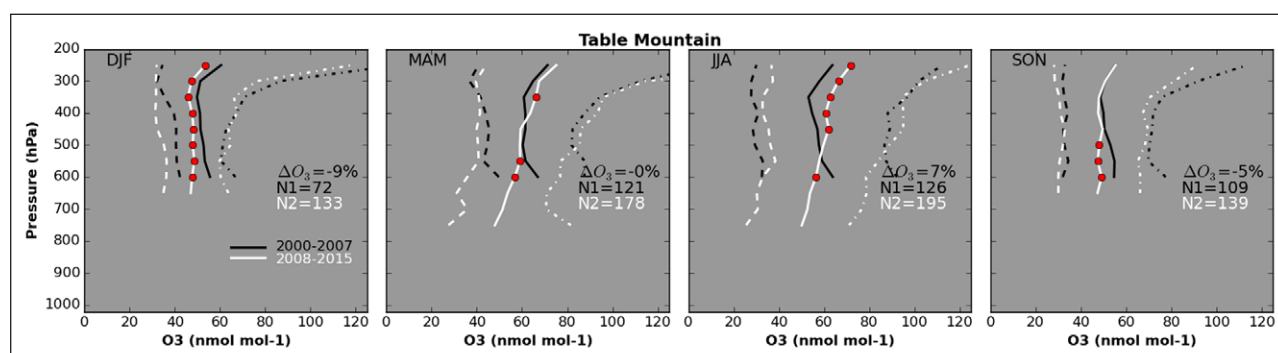 Table Mountain
DJF
MAM
JJA
SON
200
300
400
500
600
700
800
900
1000
Pressure (hPa)
ΔO3=-9%
N1=72
N2=133
ΔO3=-0%
N1=121
N2=178
ΔO3=7%
N1=126
N2=195
ΔO3=-5%
N1=109
N2=139
2000-2007
2008-2015
0 20 40 60 80 100 120 0 20 40 60 80 100 120 0 20 40 60 80 100 120 0 20 40 60 80 100 120
O3 (nmol mol-1) O3 (nmol mol-1) O3 (nmol mol-1) O3 (nmol mol-1)